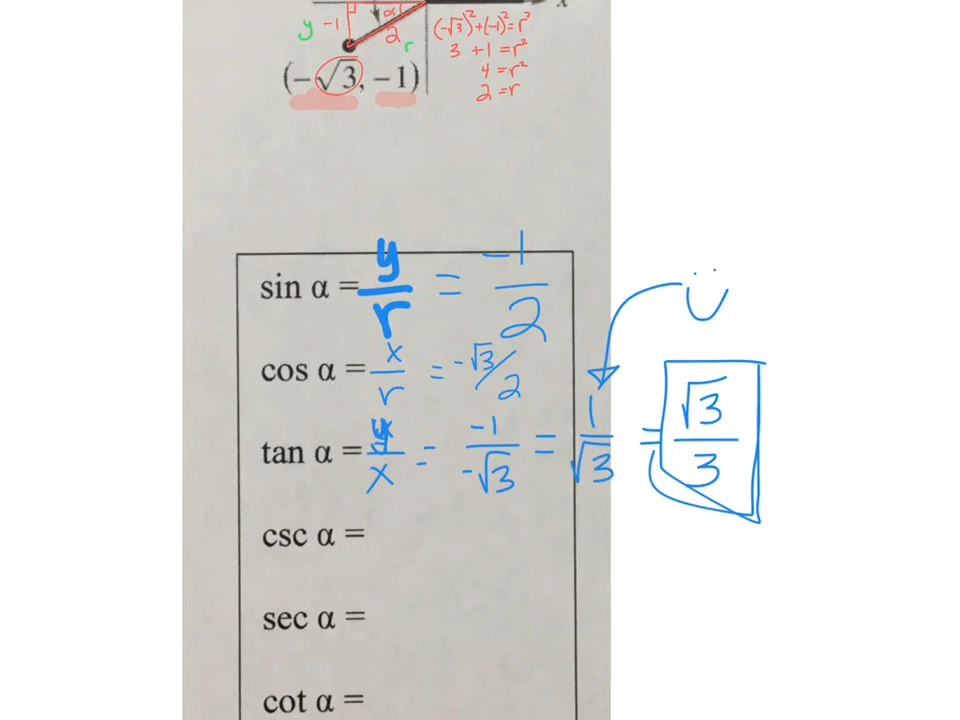 x
y -1 α 2 r
(-√3)²+(-1)²=r²
3 +1 =r²
4 =r²
2 =r
(−√3, −1)
sin α = y/r = -1/2
cos α = x/r = -√3/2
tan α = y/x = -1/-√3 = 1/√3 = √3/3
csc α =
sec α =
cot α =